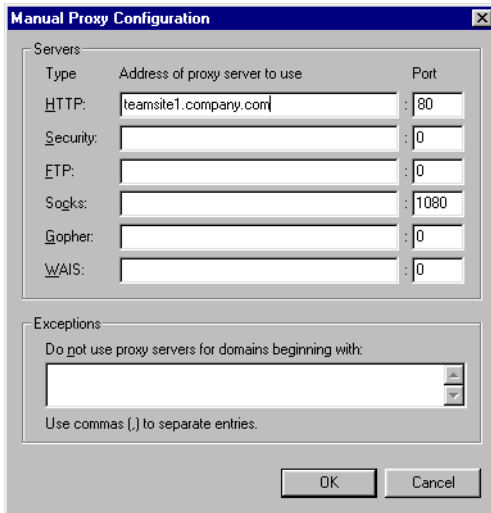 Manual Proxy Configuration
Servers
Type Address of proxy server to use Port
HTTP: teamsite1.company.com : 80
Security: : 0
FTP: : 0
Socks: : 1080
Gopher: : 0
WAIS: : 0
Exceptions
Do not use proxy servers for domains beginning with:
Use commas (,) to separate entries.
OK Cancel